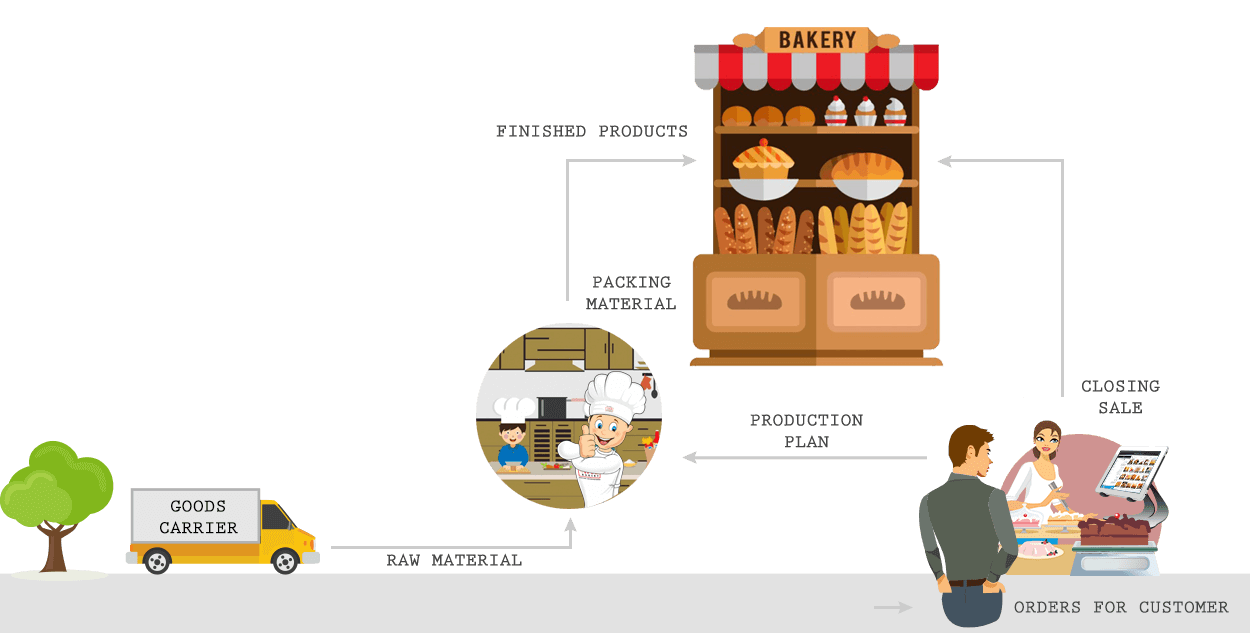 BAKERY
FINISHED PRODUCTS
PACKING
MATERIAL
CLOSING
SALE
PRODUCTION
PLAN
GOODS
CARRIER
RAW MATERIAL
ORDERS FOR CUSTOMER